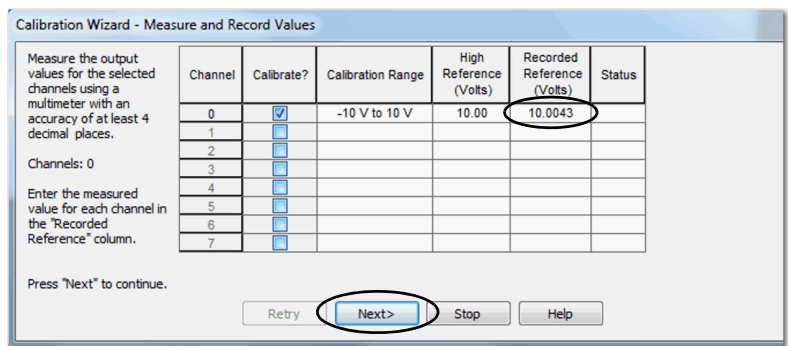 Calibration Wizard - Measure and Record Values
Measure the output
values for the selected
channels using a
multimeter with an
accuracy of at least 4
decimal places.
Channels: 0
Enter the measured
value for each channel in
the "Recorded
Reference" column.
Press "Next" to continue.
Channel Calibrate? Calibration Range High Reference (Volts) Recorded Reference (Volts) Status
0 -10 V to 10 V 10.00 10.0043
1
2
3
4
5
6
7
Retry Next> Stop Help